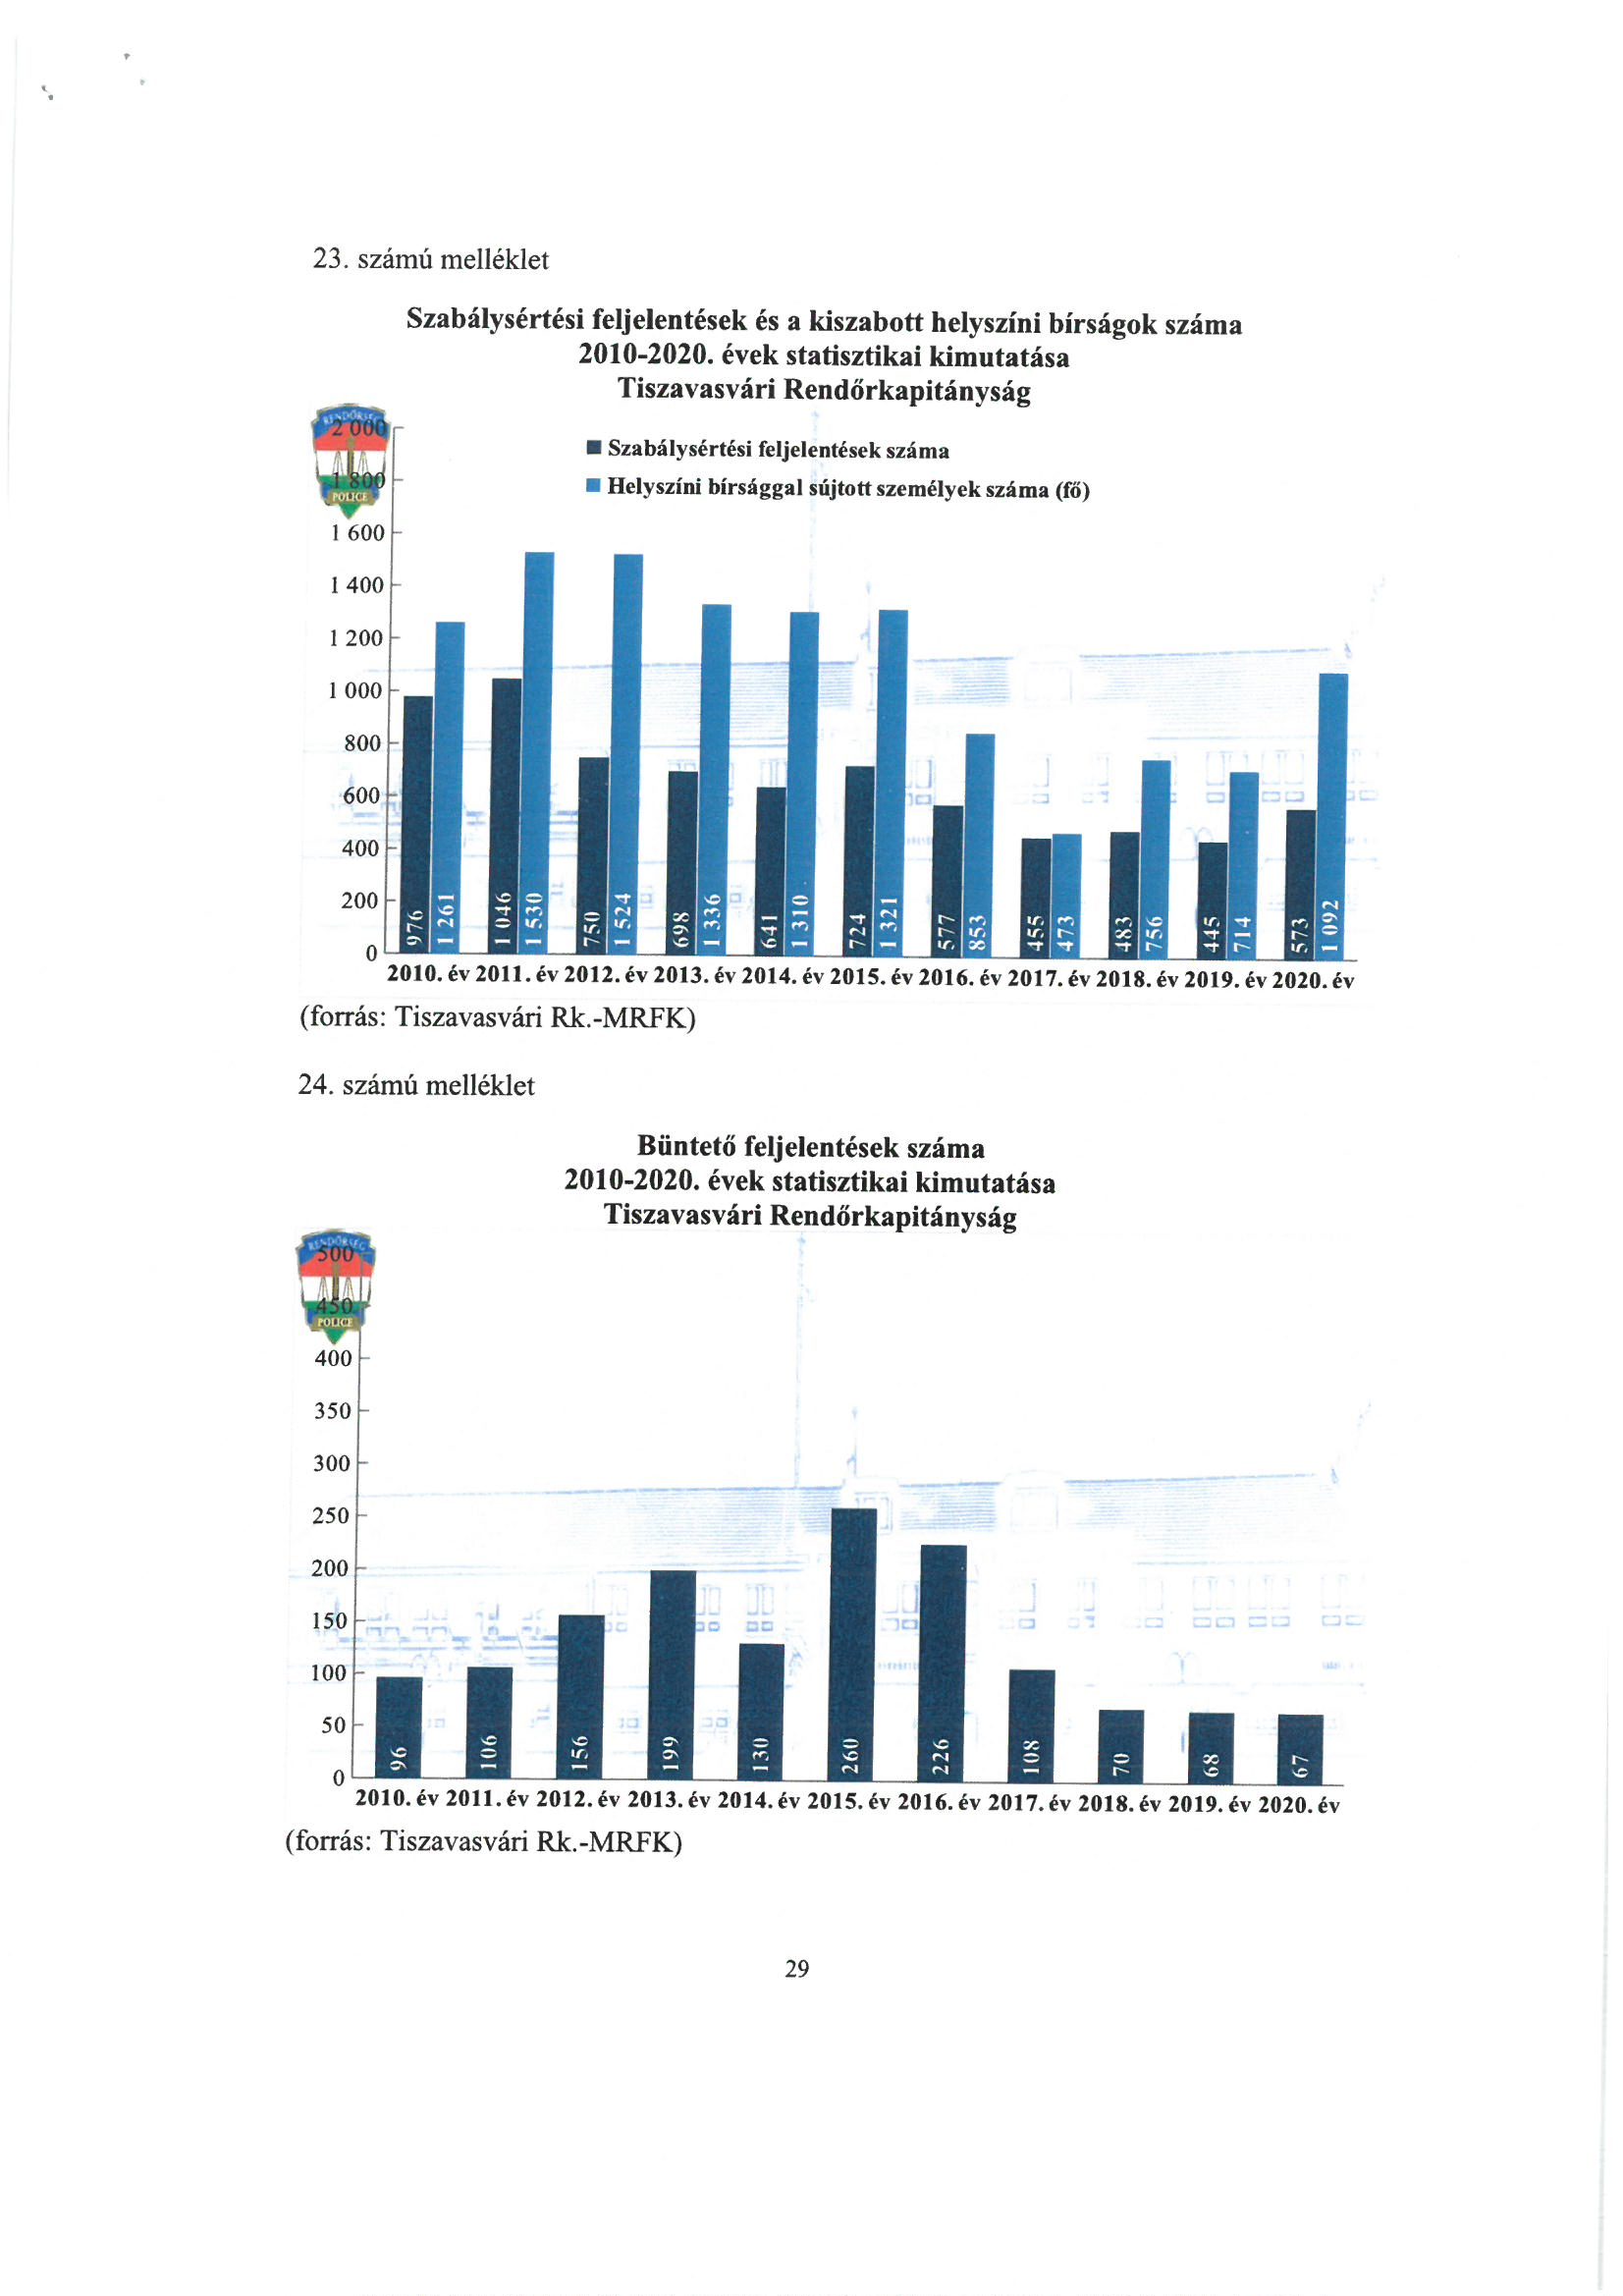 23. számú melléklet
Szabálysértési feljelentések és a kiszabott helyszíni bírságok száma
2010-2020. évek statisztikai kimutatása
Tiszavasvári Rendőrkapitányság
RENDŐRSÉG
POLICE
Szabálysértési feljelentések száma
Helyszíni bírsággal sújtott személyek száma (fő)
2 000
1 800
1 600
1 400
1 200
1 000
800
600
400
200
0
976 1 261 1 046 1 530 750 1 524 698 1 336 641 1 310 724 1 321 577 853 455 473 483 756 445 714 573 1 092
2010. év 2011. év 2012. év 2013. év 2014. év 2015. év 2016. év 2017. év 2018. év 2019. év 2020. év
(forrás: Tiszavasvári Rk.-MRFK)
24. számú melléklet
Büntető feljelentések száma
2010-2020. évek statisztikai kimutatása
Tiszavasvári Rendőrkapitányság
RENDŐRSÉG
POLICE
500
450
400
350
300
250
200
150
100
50
0
96 106 156 199 130 260 226 108 70 68 67
2010. év 2011. év 2012. év 2013. év 2014. év 2015. év 2016. év 2017. év 2018. év 2019. év 2020. év
(forrás: Tiszavasvári Rk.-MRFK)
29